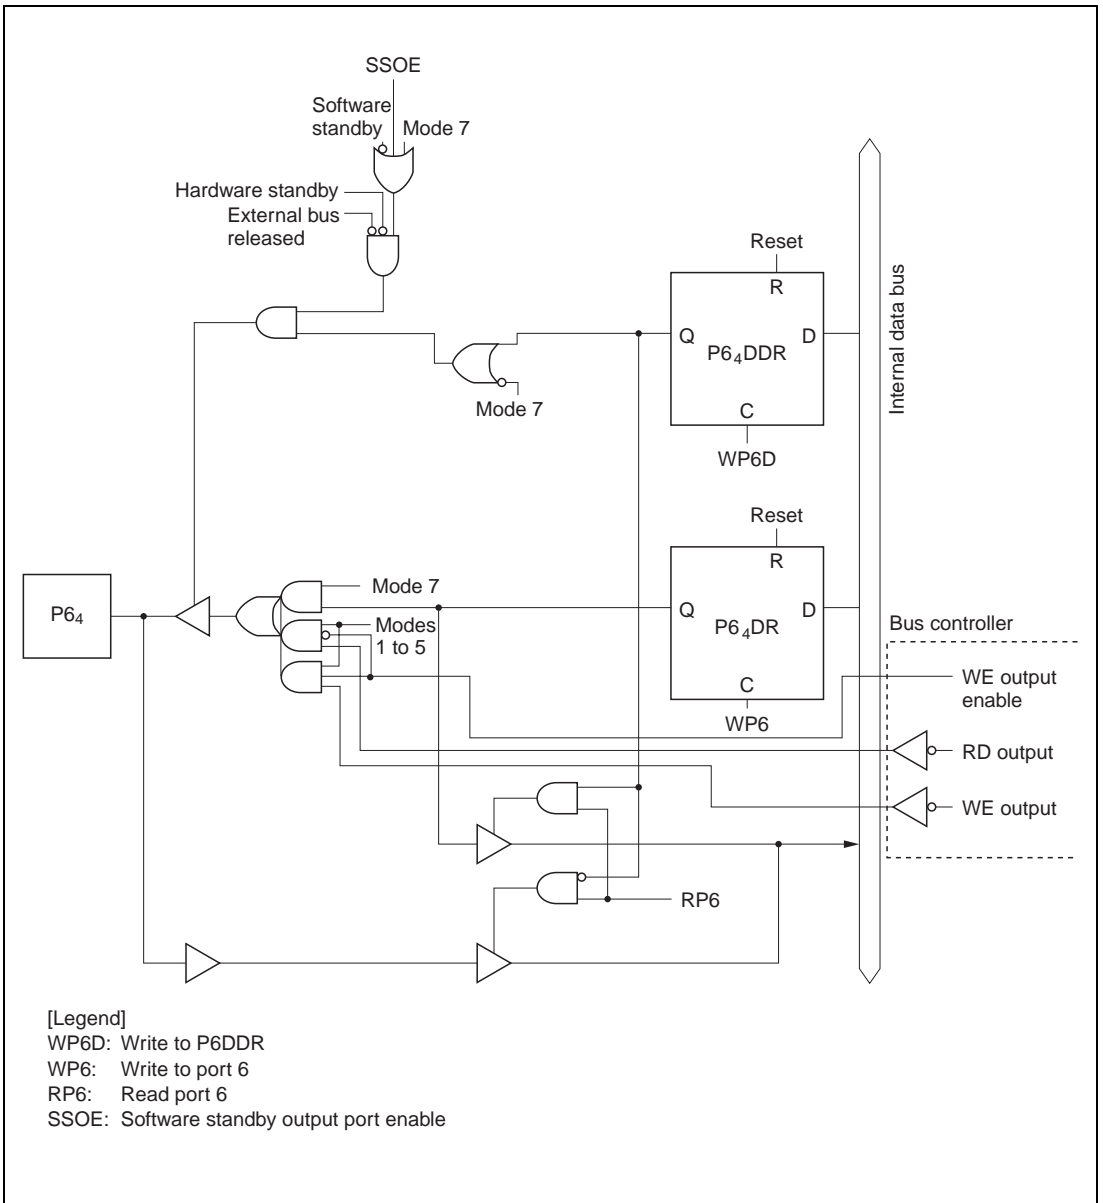 SSOE
Software
standby
Mode 7
Hardware standby
External bus
released
Reset
R
Q
D
P64DDR
C
WP6D
Mode 7
Internal data bus
Reset
R
Q
D
P64DR
C
WP6
P64
Mode 7
Modes
1 to 5
Bus controller
WE output
enable
RD output
WE output
RP6
[Legend]
WP6D: Write to P6DDR
WP6: Write to port 6
RP6: Read port 6
SSOE: Software standby output port enable